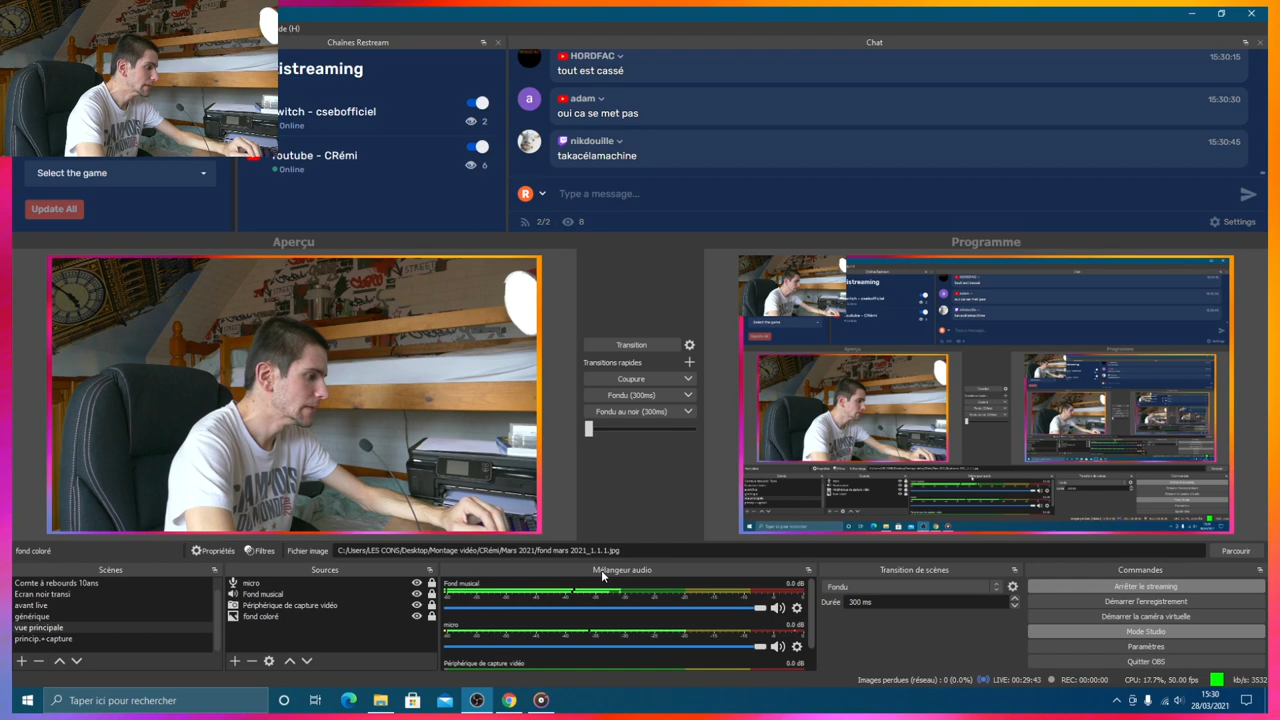 de (H)
Chaînes Restream
Chat
istreaming
witch - csebofficiel
Online
2
Youtube - CRémi
Online
6
HORDFAC
15:30:15
tout est cassé
a
adam
15:30:30
oui ca se met pas
nikdouille
15:30:45
takacélamachine
Select the game
Update All
R
Type a message...
2/2
8
Settings
Aperçu
Programme
Transition
Transitions rapides
Coupure
Fondu (300ms)
Fondu au noir (300ms)
fond coloré
Propriétés
Filtres
Fichier image
C:/Users/LES CONS/Desktop/Montage vidéo/CRémi/Mars 2021/fond mars 2021_1.1.1.jpg
Parcourir
Scènes
Sources
Mélangeur audio
Transition de scènes
Commandes
Comte à rebourds 10ans
Ecran noir transi
avant live
générique
vue principale
princip.+capture
micro
Fond musical
Périphérique de capture vidéo
fond coloré
Fond musical
0.0 dB
micro
0.0 dB
Périphérique de capture vidéo
0.0 dB
Fondu
Durée
300 ms
Arrêter le streaming
Démarrer l'enregistrement
Démarrer la caméra virtuelle
Mode Studio
Paramètres
Quitter OBS
Images perdues (réseau) : 0 (0.0%)
LIVE: 00:29:43
REC: 00:00:00
CPU: 17.7%, 50.00 fps
kb/s: 3532
Taper ici pour rechercher
15:30
28/03/2021